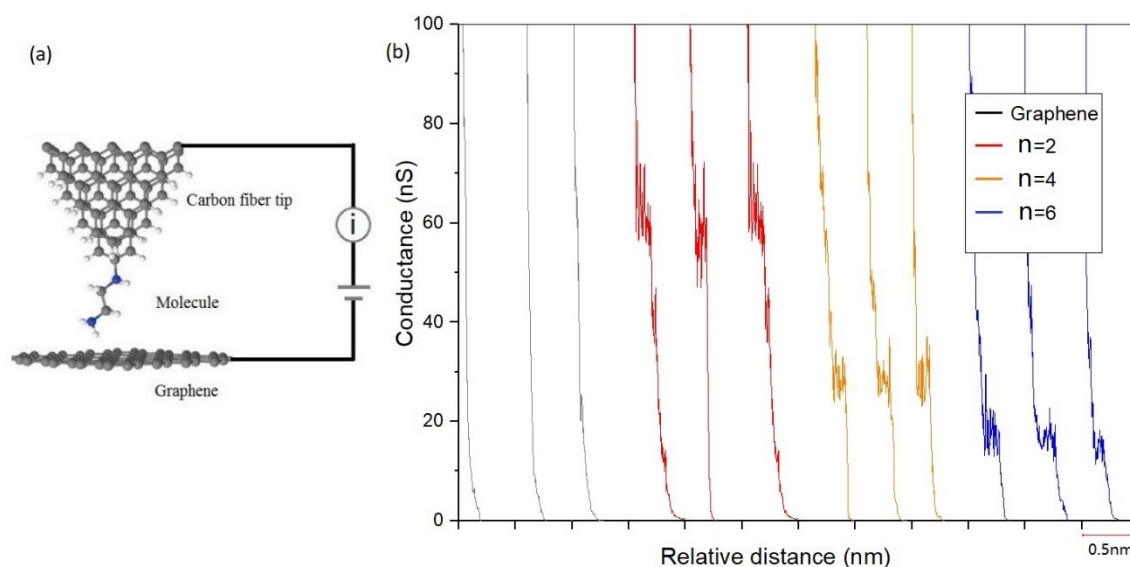 (a)
Carbon fiber tip
i
Molecule
Graphene
(b)
Conductance (nS)
100
80
60
40
20
0
Graphene
n=2
n=4
n=6
Relative distance (nm)
0.5nm